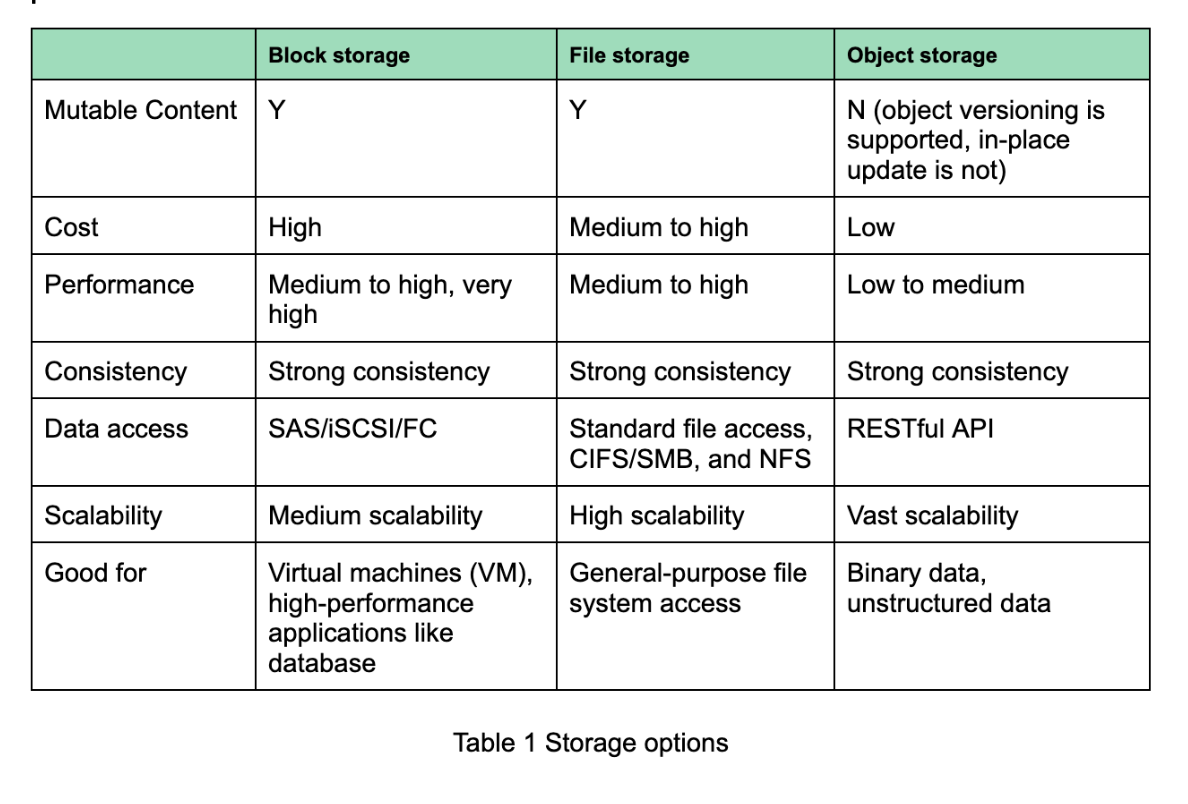 Block storage
File storage
Object storage
Mutable Content
Y
Y
N (object versioning is
supported, in-place
update is not)
Cost
High
Medium to high
Low
Performance
Medium to high, very
high
Medium to high
Low to medium
Consistency
Strong consistency
Strong consistency
Strong consistency
Data access
SAS/iSCSI/FC
Standard file access,
CIFS/SMB, and NFS
RESTful API
Scalability
Medium scalability
High scalability
Vast scalability
Good for
Virtual machines (VM),
high-performance
applications like
database
General-purpose file
system access
Binary data,
unstructured data
Table 1 Storage options